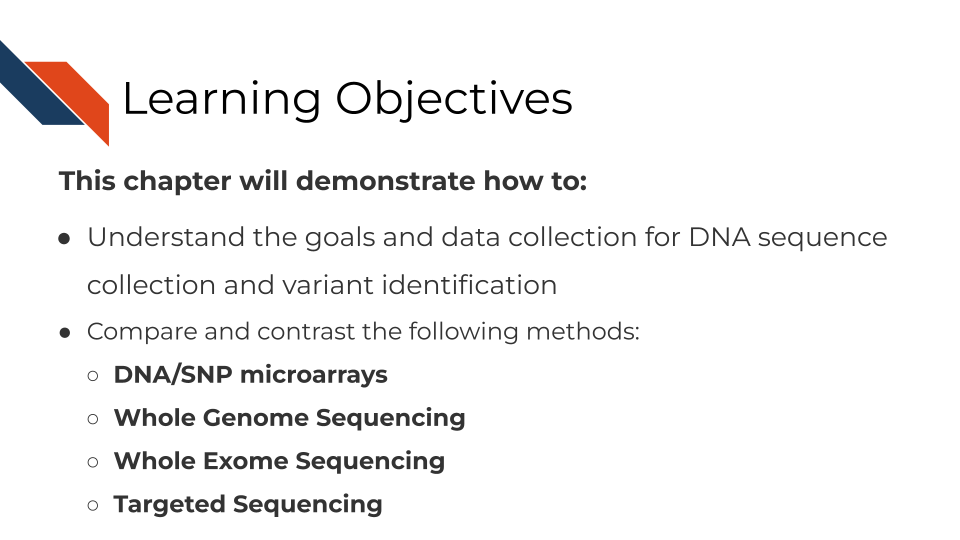 Learning Objectives
This chapter will demonstrate how to:
● Understand the goals and data collection for DNA sequence
collection and variant identification
● Compare and contrast the following methods:
○ DNA/SNP microarrays
○ Whole Genome Sequencing
○ Whole Exome Sequencing
○ Targeted Sequencing